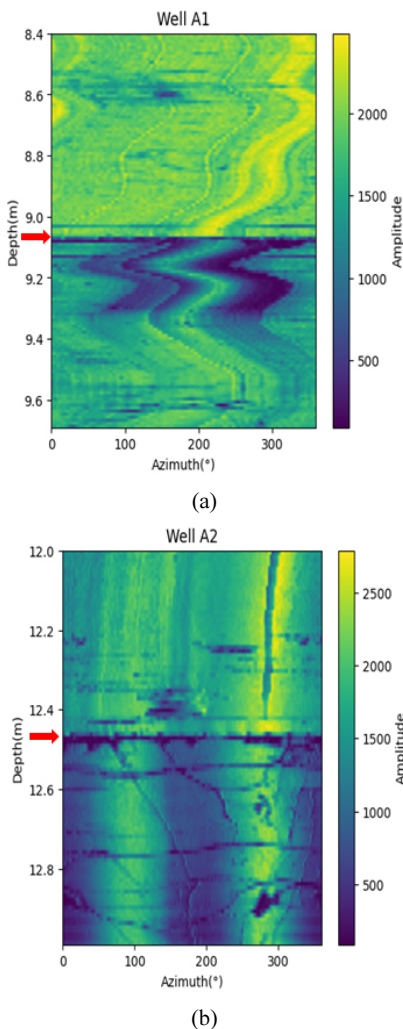 Well A1
8.4
8.6
8.8
9.0
9.2
9.4
9.6
Depth(m)
0
100
200
300
Azimuth(°)
2000
1500
1000
500
Amplitude
(a)
Well A2
12.0
12.2
12.4
12.6
12.8
Depth(m)
0
100
200
300
Azimuth(°)
2500
2000
1500
1000
500
Amplitude
(b)